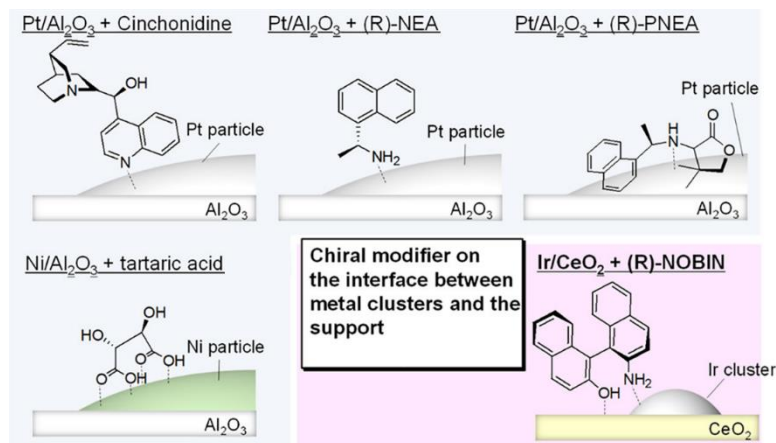 Pt/Al₂O₃ + Cinchonidine
OH
N
N
Pt particle
Al₂O₃
Pt/Al₂O₃ + (R)-NEA
NH₂
Pt particle
Al₂O₃
Pt/Al₂O₃ + (R)-PNEA
Pt particle
H
N
O
O
Al₂O₃
Ni/Al₂O₃ + tartaric acid
OH
HO
O
OH
O
OH
Ni particle
Al₂O₃
Chiral modifier on
the interface between
metal clusters and the
support
Ir/CeO₂ + (R)-NOBIN
NH₂
OH
Ir cluster
CeO₂